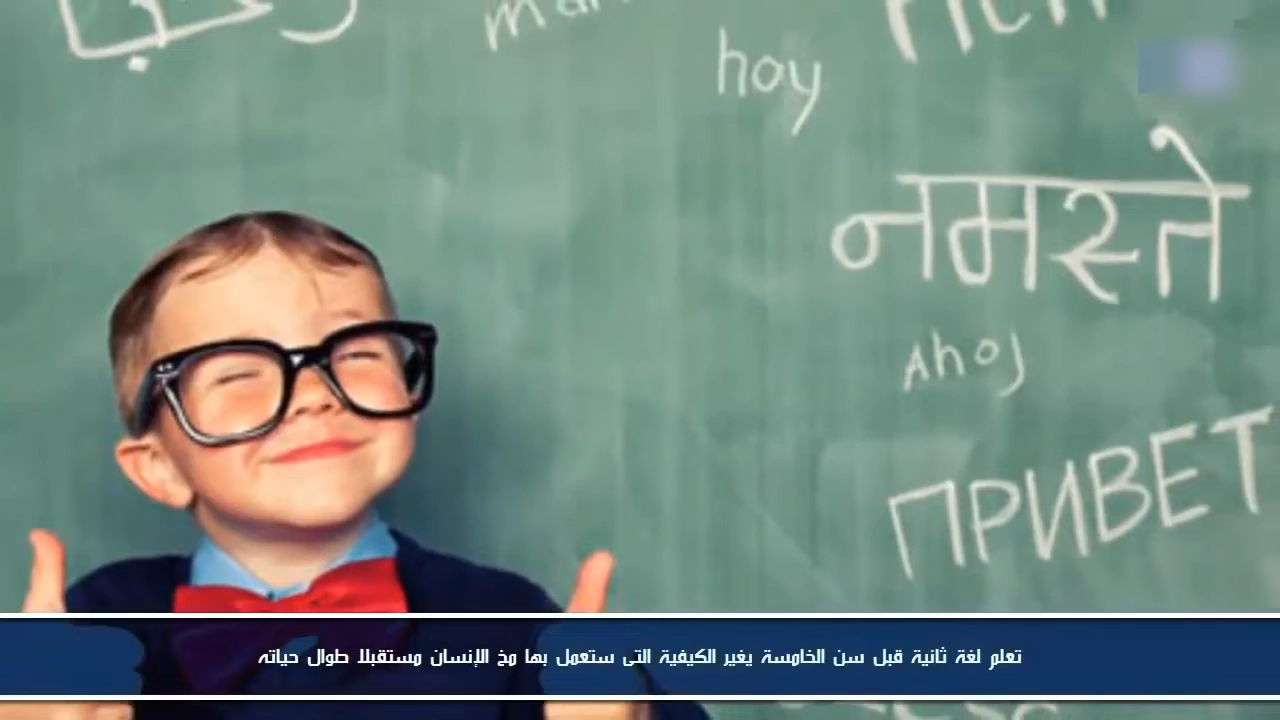 hoy
नमस्ते
Ahoj
ПРИВЕТ
تعلم لغة ثانية قبل سن الخامسة يغير الكيفية التى ستعمل بها مخ الإنسان مستقبلا طوال حياته